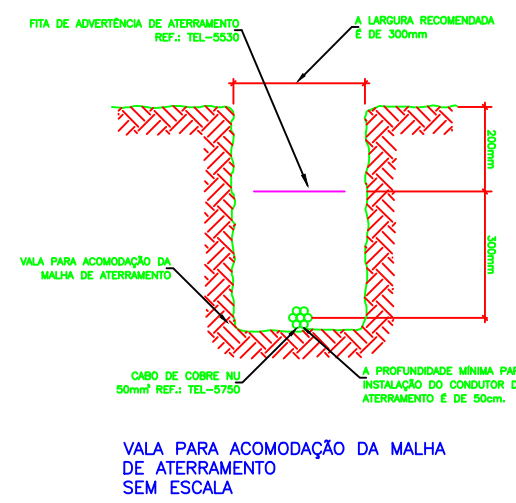 FITA DE ADVERTÊNCIA DE ATERRAMENTO
REF.: TEL-5530
A LARGURA RECOMENDADA
É DE 300mm
200mm
300mm
VALA PARA ACOMODAÇÃO DA
MALHA DE ATERRAMENTO
CABO DE COBRE NU
50mm² REF.: TEL-5750
A PROFUNDIDADE MÍNIMA PAR
INSTALAÇÃO DO CONDUTOR D
ATERRAMENTO É DE 50cm.
VALA PARA ACOMODAÇÃO DA MALHA
DE ATERRAMENTO
SEM ESCALA